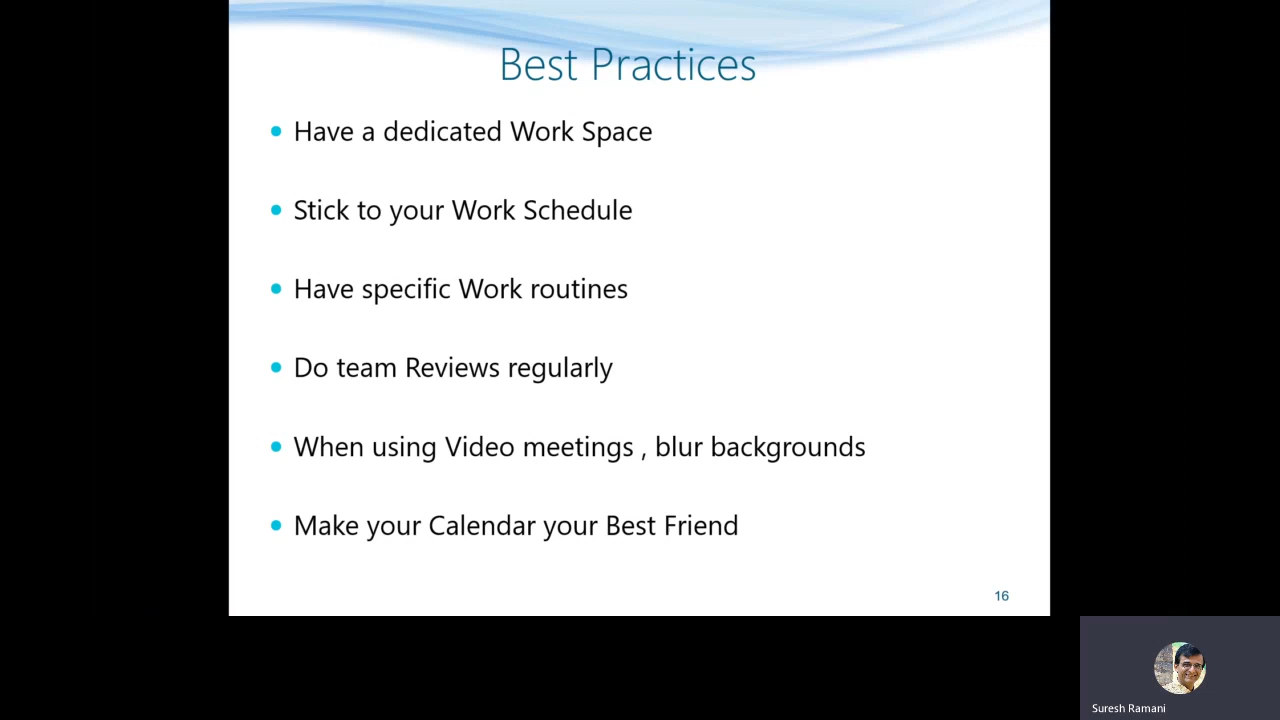 Best Practices
Have a dedicated Work Space
Stick to your Work Schedule
Have specific Work routines
Do team Reviews regularly
When using Video meetings , blur backgrounds
Make your Calendar your Best Friend
16
Suresh Ramani